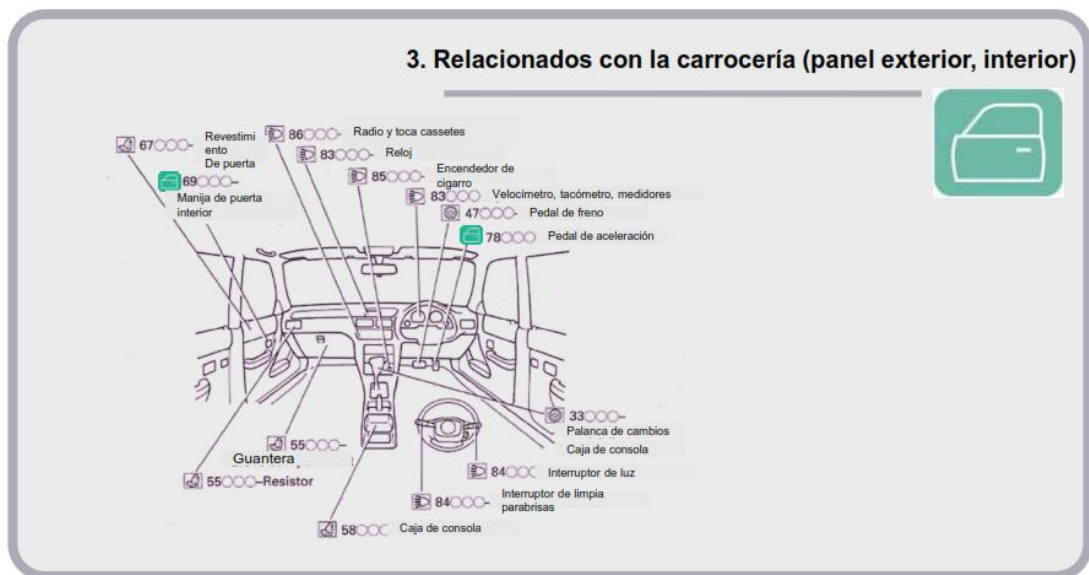 3. Relacionados con la carrocería (panel exterior, interior)
67○○○-
Revestimi
ento
De puerta
86○○○-
Radio y toca cassetes
83○○○-
Reloj
69○○○-
Manija de puerta
interior
85○○○-
Encendedor de
cigarro
83○○○
Velocímetro, tacómetro, medidores
47○○○-
Pedal de freno
78○○○
Pedal de aceleración
33○○○-
Palanca de cambios
Caja de consola
55○○○-
Guantera
55○○○-Resistor
84○○○
Interruptor de luz
84○○○-
Interruptor de limpia
parabrisas
58○○○
Caja de consola